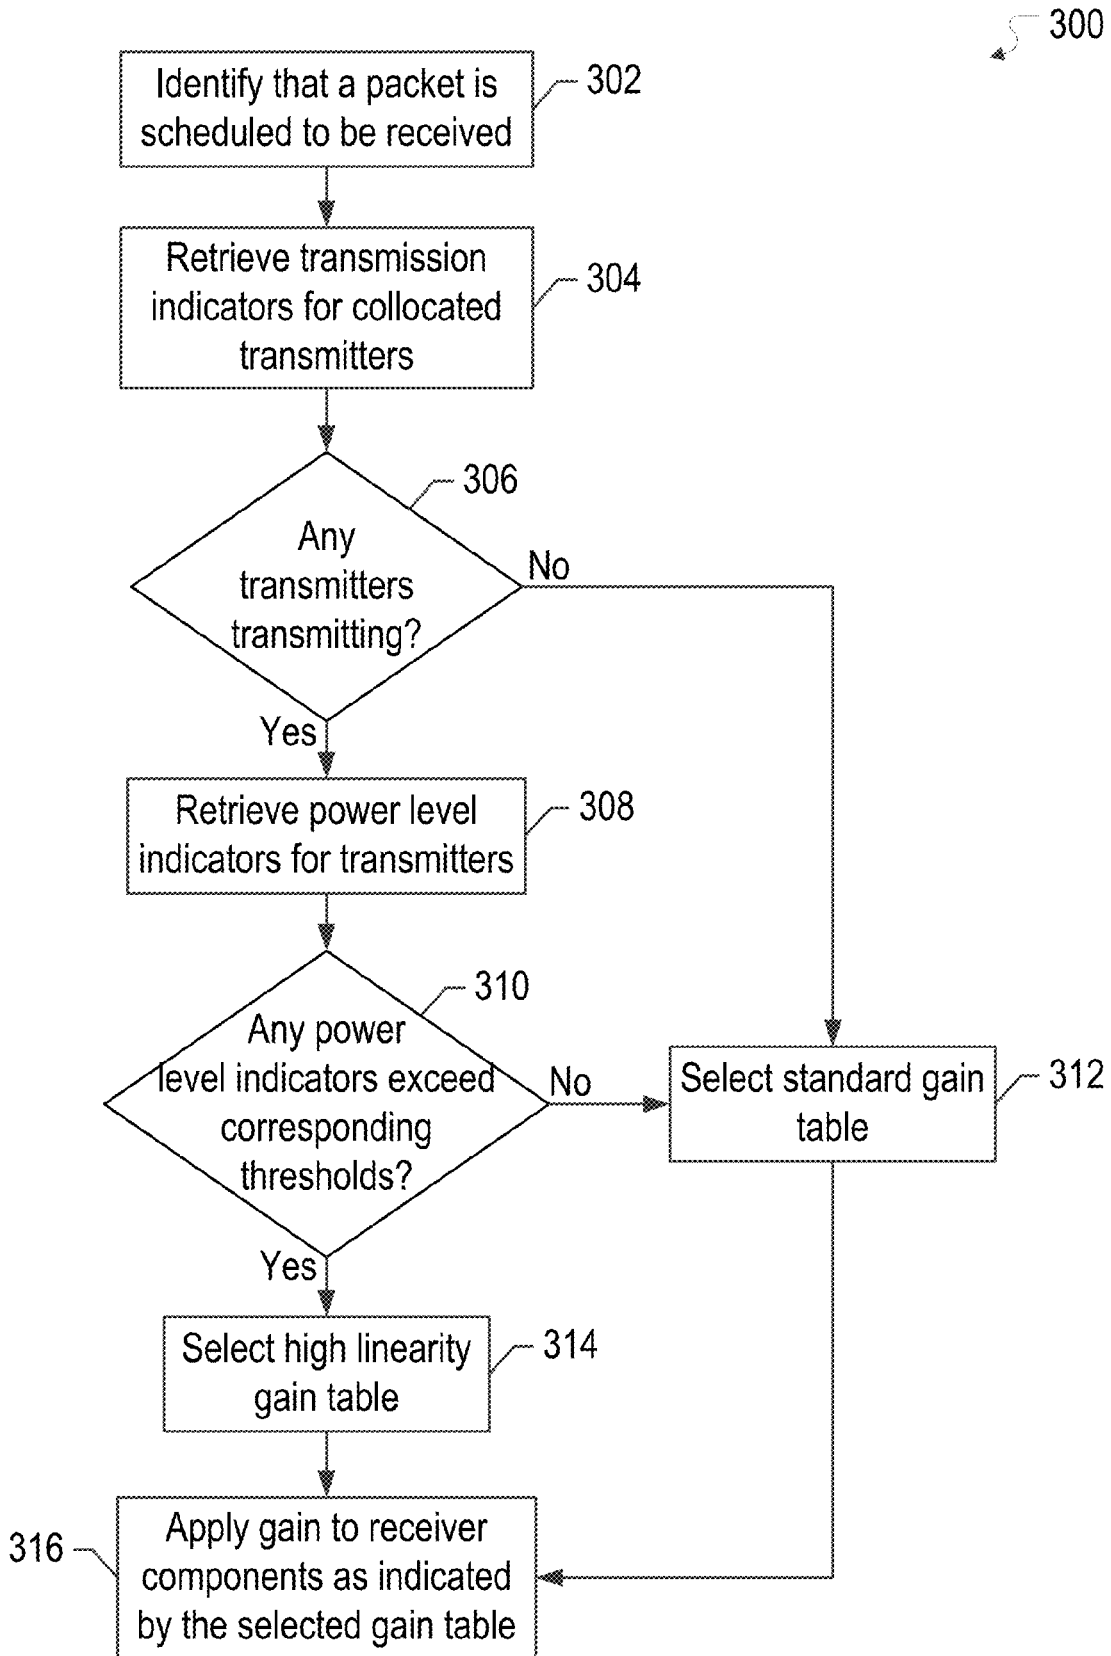 300
Identify that a packet is
scheduled to be received
302
Retrieve transmission
indicators for collocated
transmitters
304
306
Any
transmitters
transmitting?
No
Yes
Retrieve power level
indicators for transmitters
308
310
Any power
level indicators exceed
corresponding
thresholds?
No
Select standard gain
table
312
Yes
Select high linearity
gain table
314
316
Apply gain to receiver
components as indicated
by the selected gain table